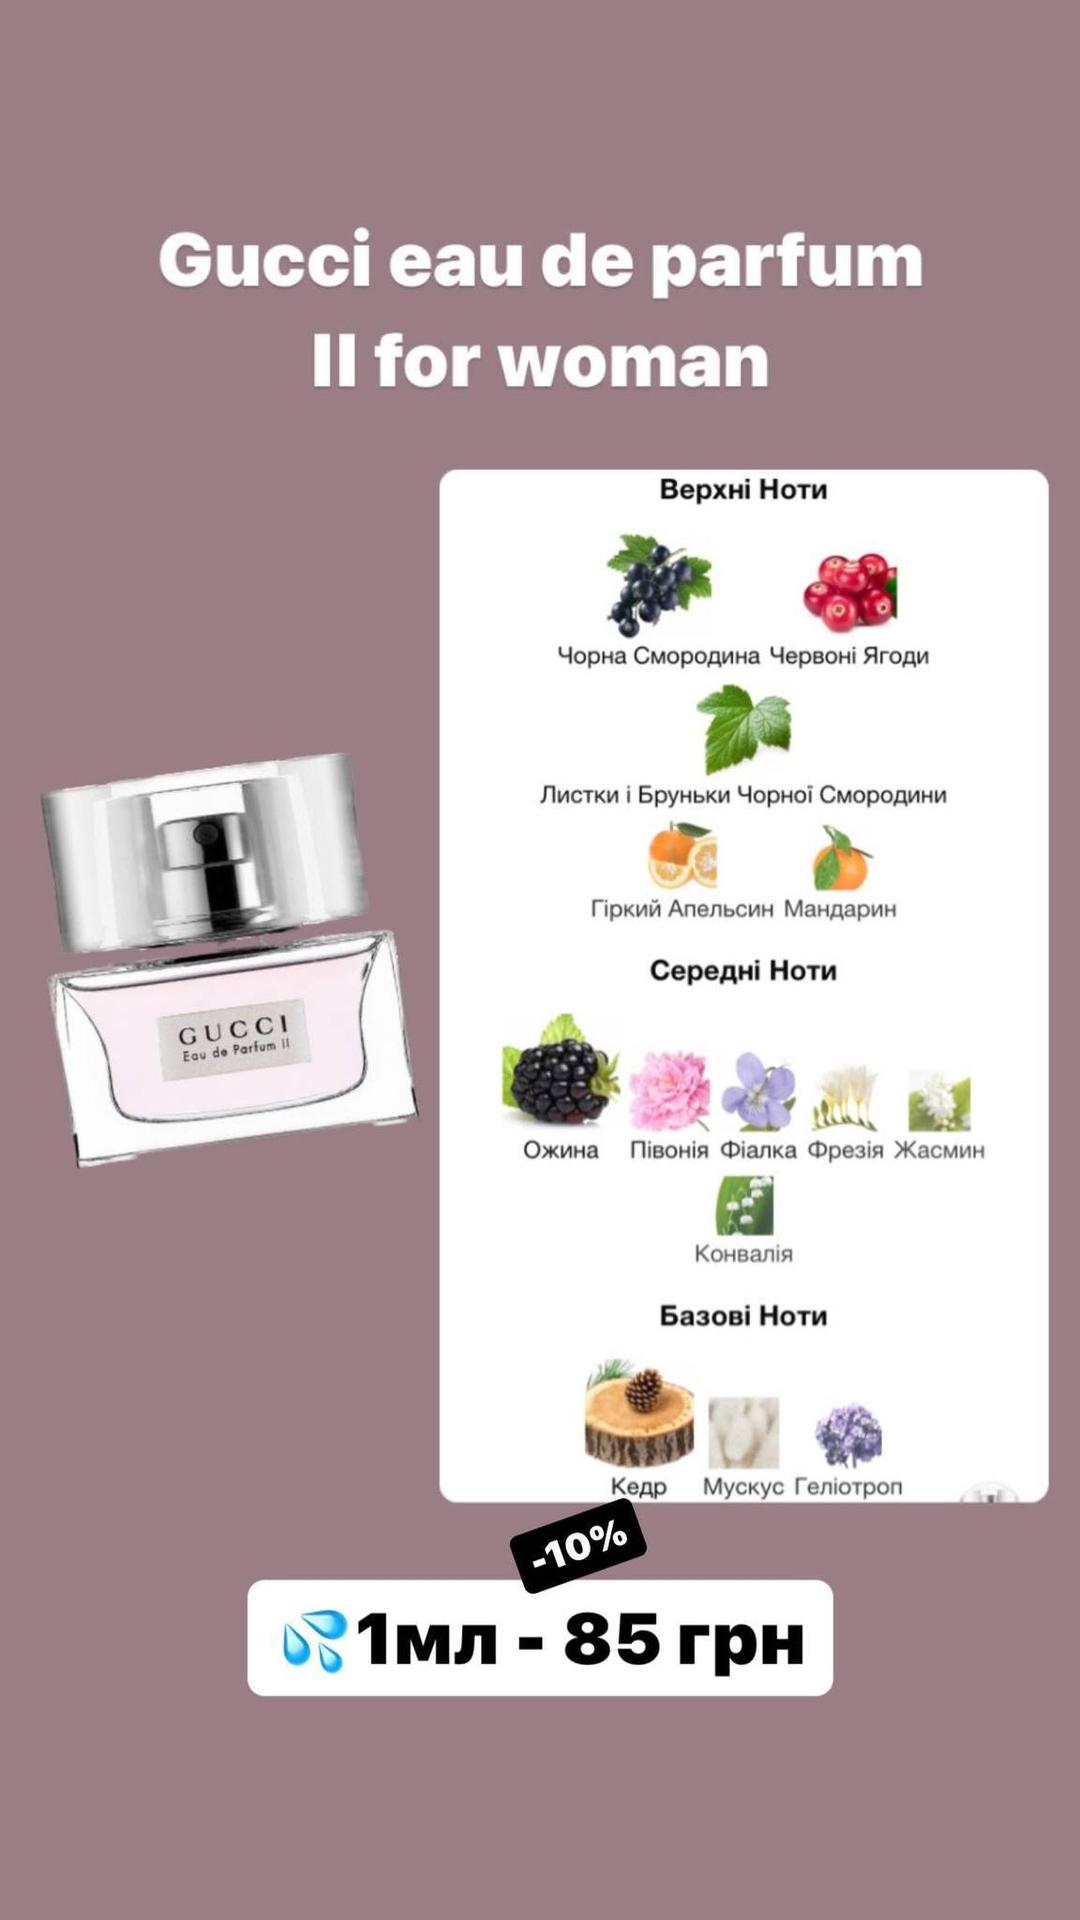 Gucci eau de parfum
II for woman
Верхні Ноти
Чорна Смородина Червоні Ягоди
Листки і Бруньки Чорної Смородини
Гіркий Апельсин Мандарин
Середні Ноти
GUCCI
Eau de Parfum II
Ожина Півонія Фіалка Фрезія Жасмин
Конвалія
Базові Ноти
Кедр Мускус Геліотроп
-10%
💦1мл - 85 грн